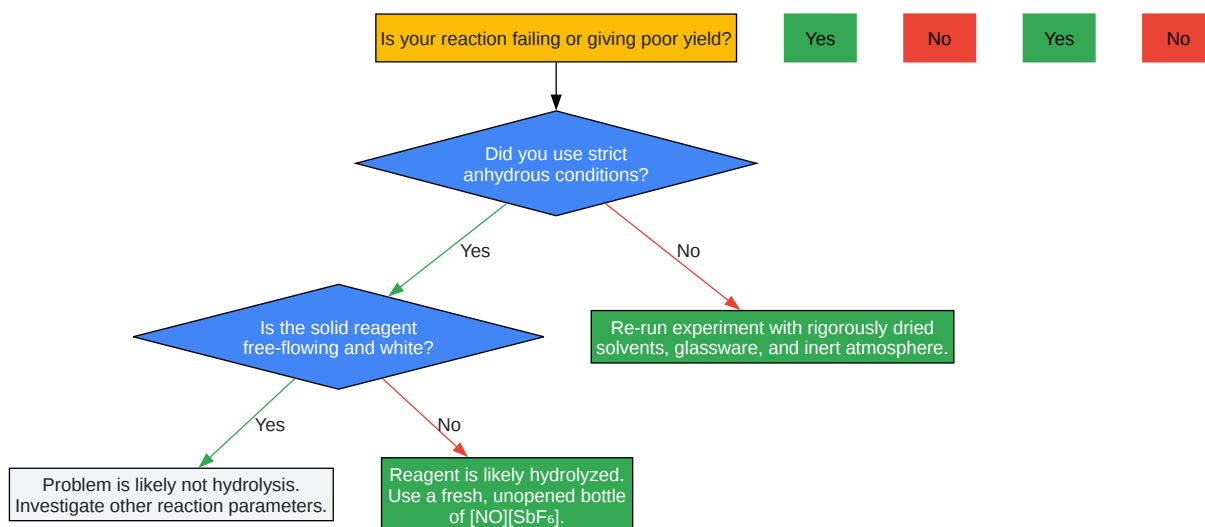 Is your reaction failing or giving poor yield?
Yes
No
Yes
No
Did you use strict
anhydrous conditions?
Yes
No
Is the solid reagent
free-flowing and white?
Re-run experiment with rigorously dried
solvents, glassware, and inert atmosphere.
Yes
No
Problem is likely not hydrolysis.
Investigate other reaction parameters.
Reagent is likely hydrolyzed.
Use a fresh, unopened bottle
of [NO][SbF₆].